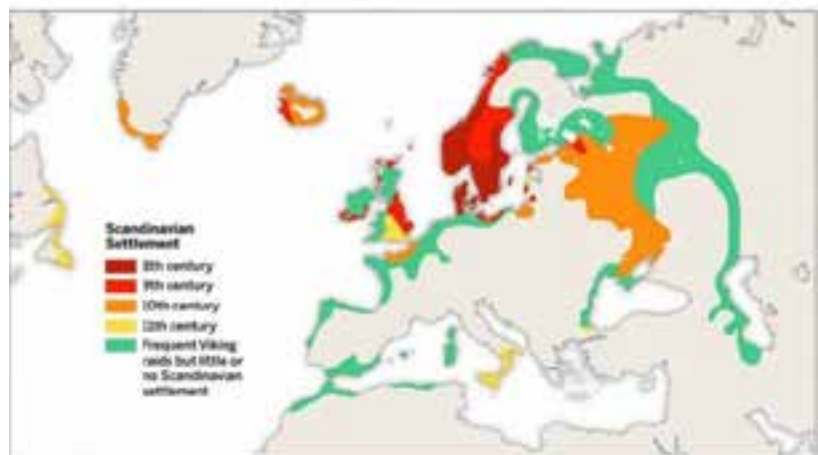 Scandinavian
Settlement
8th century
9th century
10th century
11th century
Frequent Viking
raids but little or
no Scandinavian
settlement